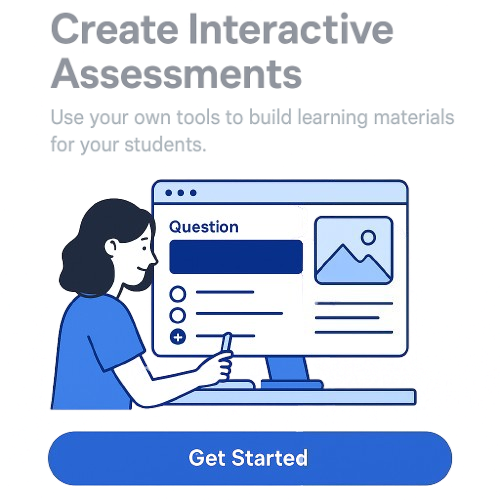 Create Interactive
Assessments
Use your own tools to build learning materials
for your students.
Question
Get Started